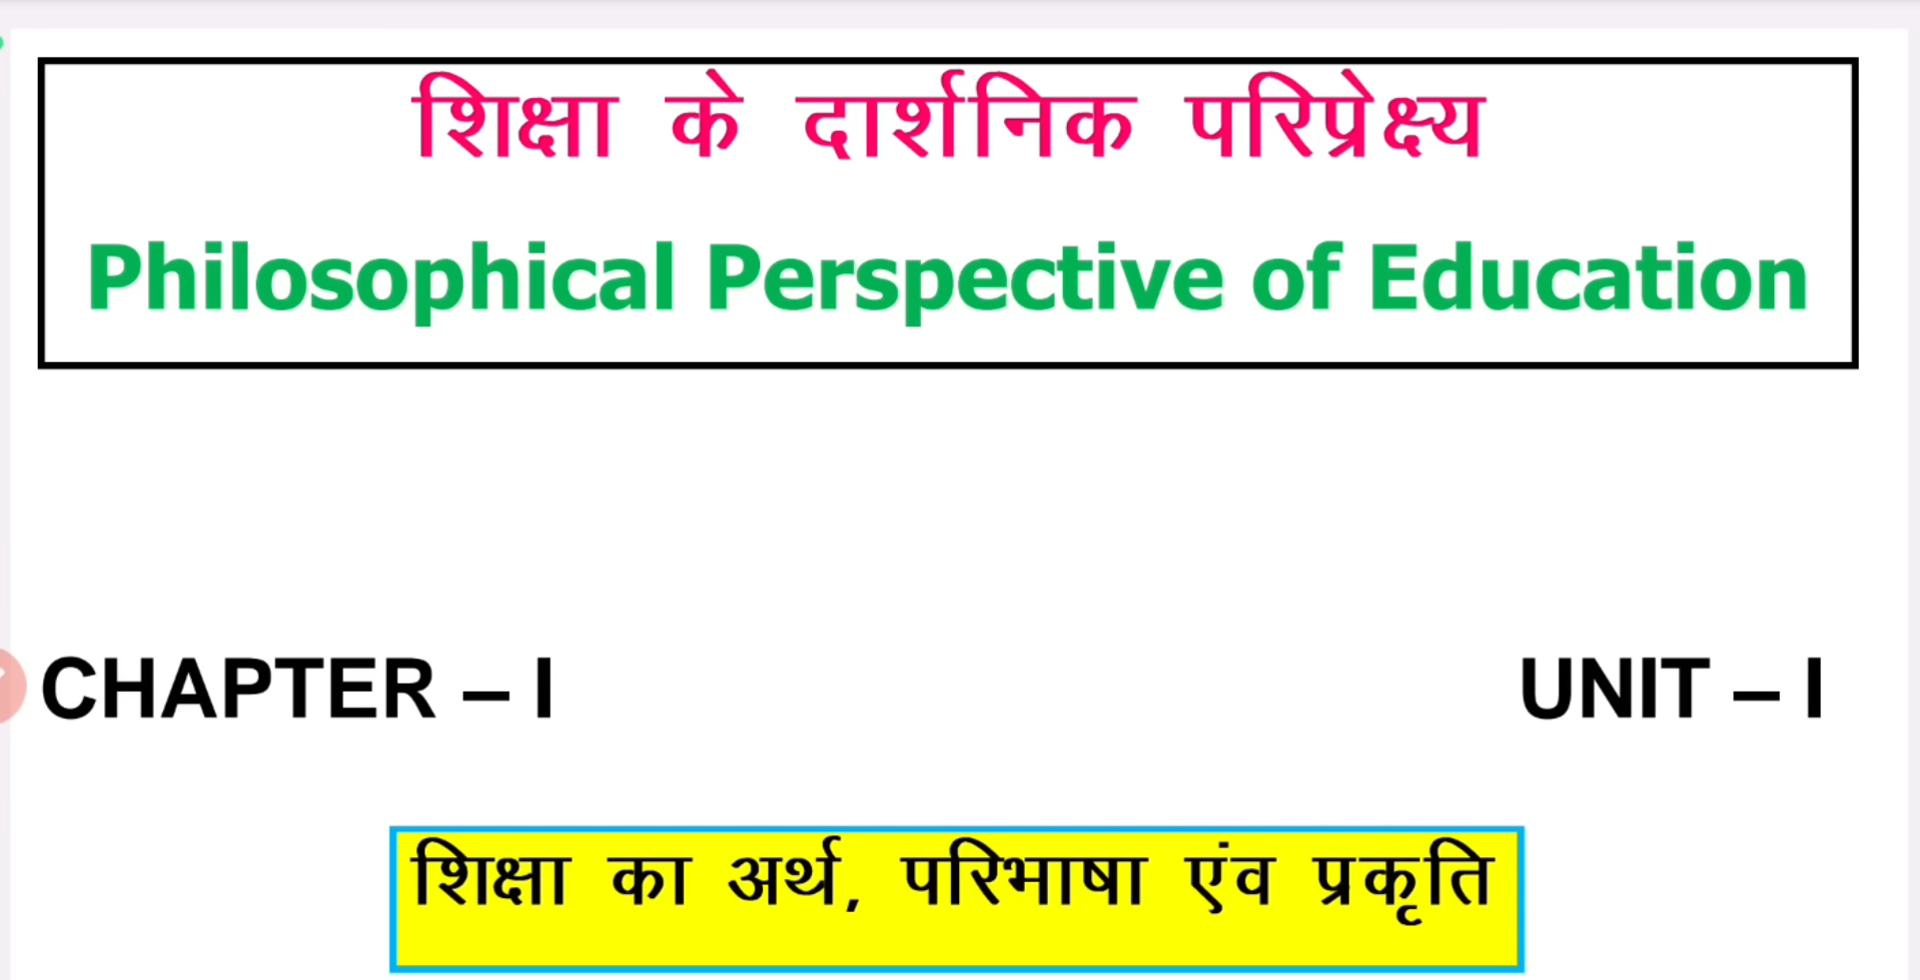 शिक्षा के दार्शनिक परिप्रेक्ष्य
Philosophical Perspective of Education
CHAPTER – I UNIT – I
शिक्षा का अर्थ, परिभाषा एंव प्रकृति